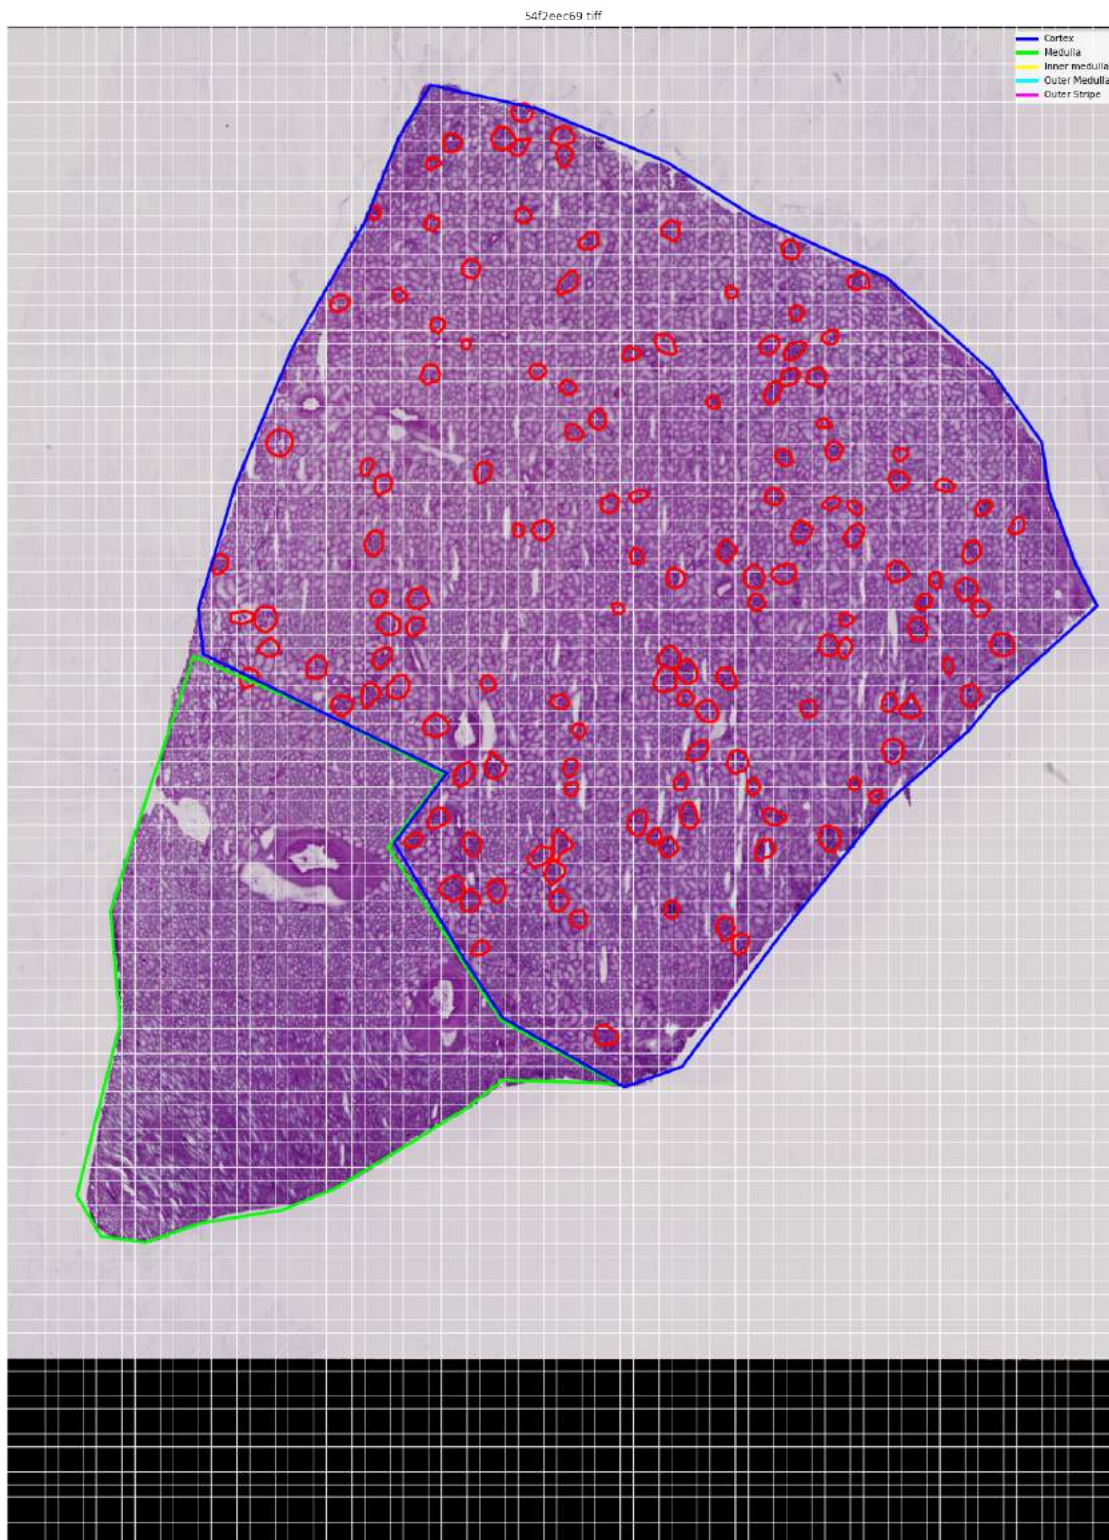 54f2eec69 tiff
Cortex
Medulla
Inner medulla
Outer Medulla
Outer Stripe